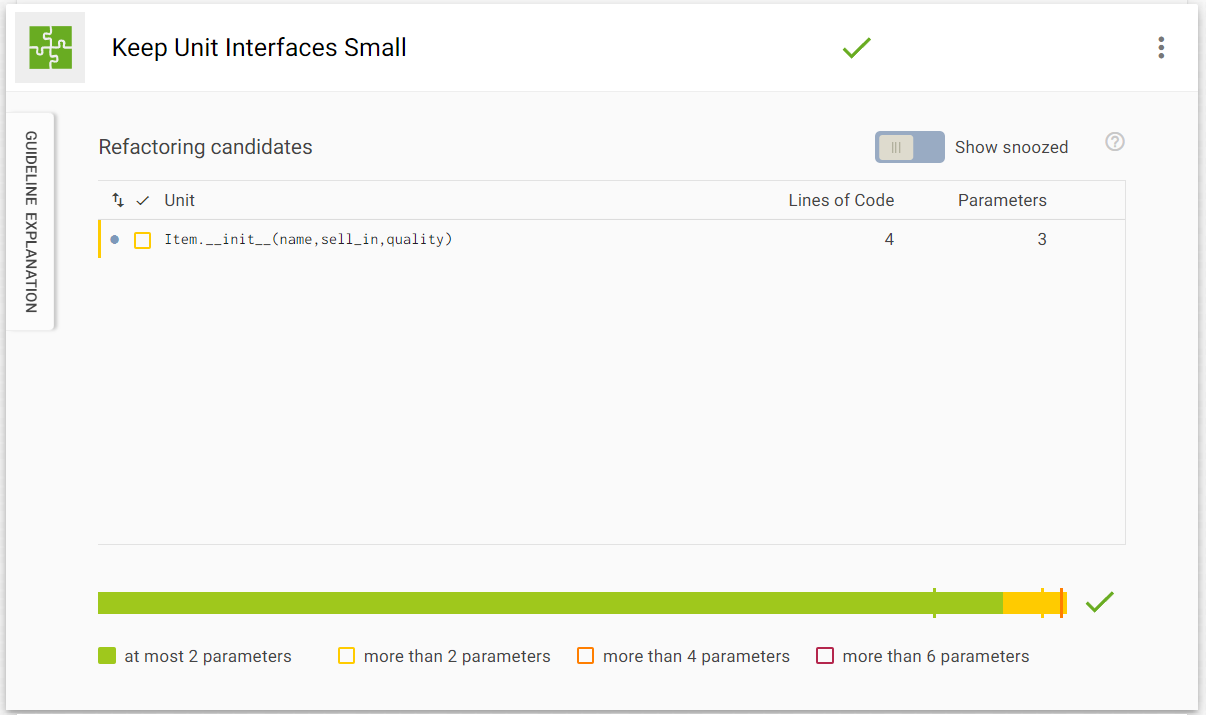 Keep Unit Interfaces Small
GUIDELINE EXPLANATION
Refactoring candidates
Show snoozed
Unit Lines of Code Parameters
Item.__init__(name,sell_in,quality) 4 3
at most 2 parameters more than 2 parameters more than 4 parameters more than 6 parameters